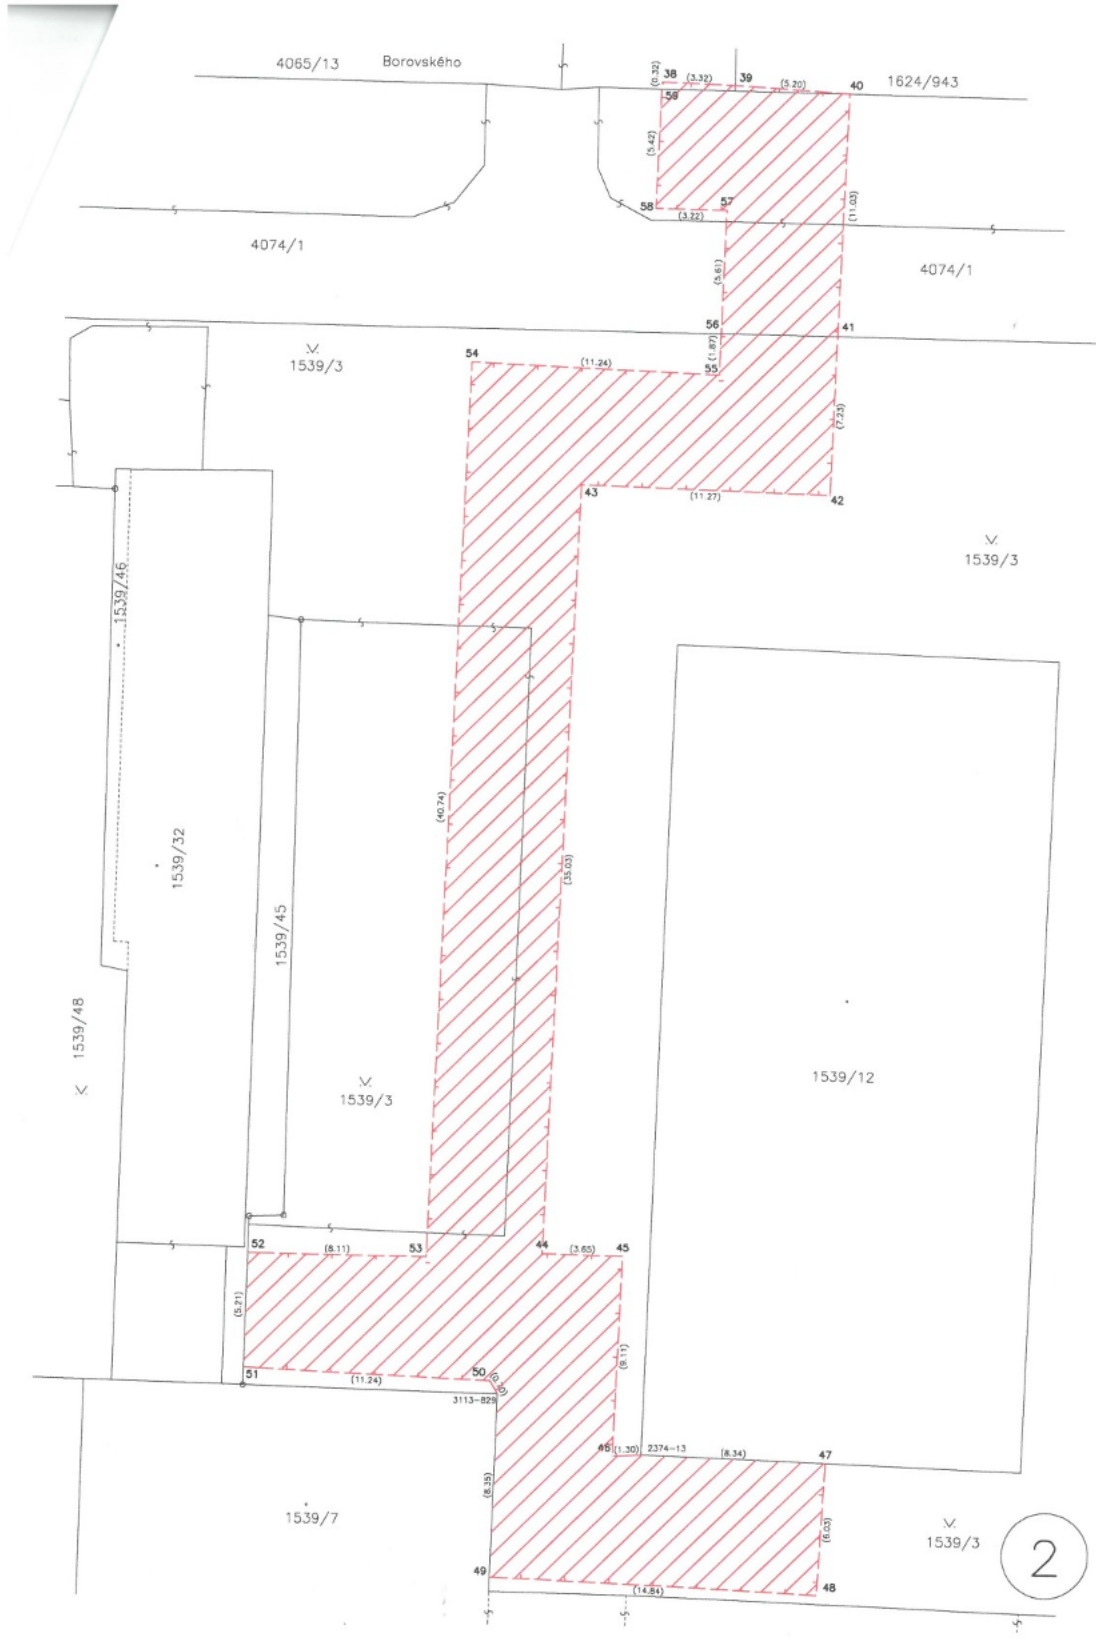 4065/13 Borovského
(0.32) 38 (3.32) 39 (5.20) 40 1624/943
59
(5.42)
58 (3.22) 57 (11.03)
4074/1
4074/1
(5.61)
56 41
(1.87)
1539/3
54 (11.24) 55
(7.23)
43 (11.27) 42
1539/3
1539/46
1539/32
(40.74)
(35.03)
1539/45
1539/48
1539/3
1539/12
52 (8.11) 53 44 (3.65) 45
(5.21)
(9.11)
51 (11.24) 50
3113-829
46 (1.30) 2374-13 (8.34) 47
(8.35)
1539/7
(6.03)
1539/3
2
49 (14.84) 48